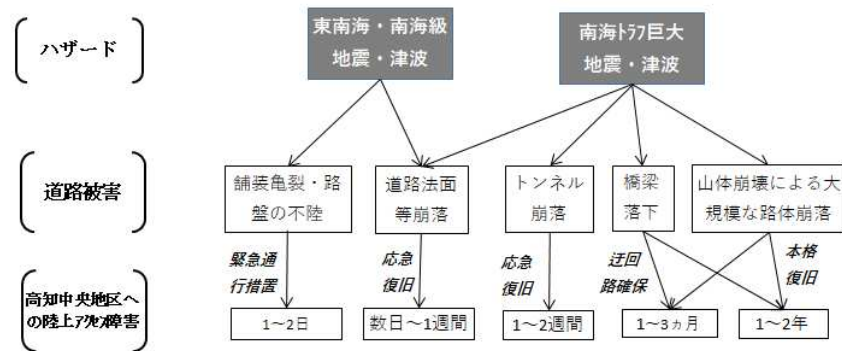 ハザード
東南海・南海級
地震・津波
南海ﾄﾗﾌ巨大
地震・津波
道路被害
舗装亀裂・路
盤の不陸
道路法面
等崩落
トンネル
崩落
橋梁
落下
山体崩壊による大
規模な路体崩落
緊急通
行措置
応急
復旧
応急
復旧
迂回
路確保
本格
復旧
高知中央地区へ
の陸上ｱｸｾｽ障害
1～2日
数日～1週間
1～2週間
1～3ヵ月
1～2年